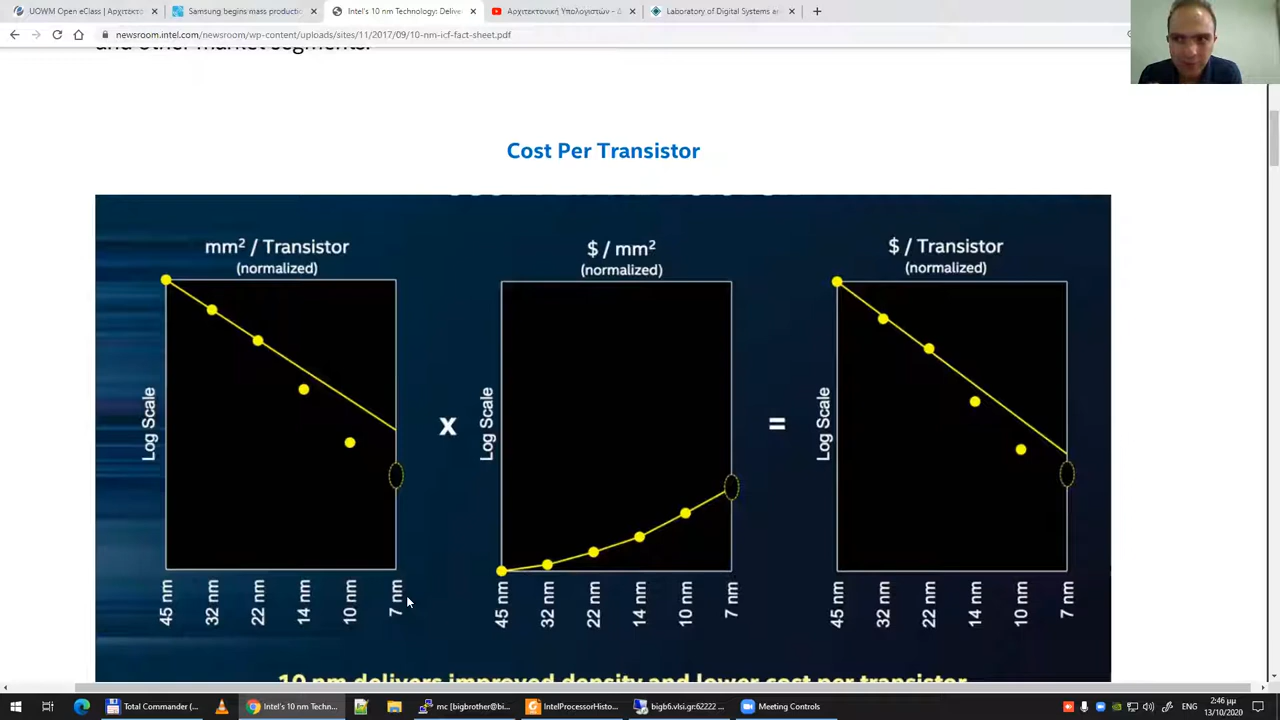 UOWM Open eClass | Αρχιτεκτ
Samsung begins mass producti
Intel's 10 nm Technology: Delive
Αρχιτεκτονική Υπολογιστών - Δ
Laboratory of Digital Systems a
newsroom.intel.com/newsroom/wp-content/uploads/sites/11/2017/09/10-nm-icf-fact-sheet.pdf
and other market segments.
Cost Per Transistor
mm² / Transistor
(normalized)
Log Scale
45 nm
32 nm
22 nm
14 nm
10 nm
7 nm
x
$ / mm²
(normalized)
Log Scale
45 nm
32 nm
22 nm
14 nm
10 nm
7 nm
=
$ / Transistor
(normalized)
Log Scale
45 nm
32 nm
22 nm
14 nm
10 nm
7 nm
10 nm delivers improved density and lower cost per transistor
Total Commander (
Intel's 10 nm Techn...
mc [bigbrother@bi...
IntelProcessorHisto...
bigb6.vlsi.gr:62222 ...
Meeting Controls
ENG
2:46 μμ
13/10/2020